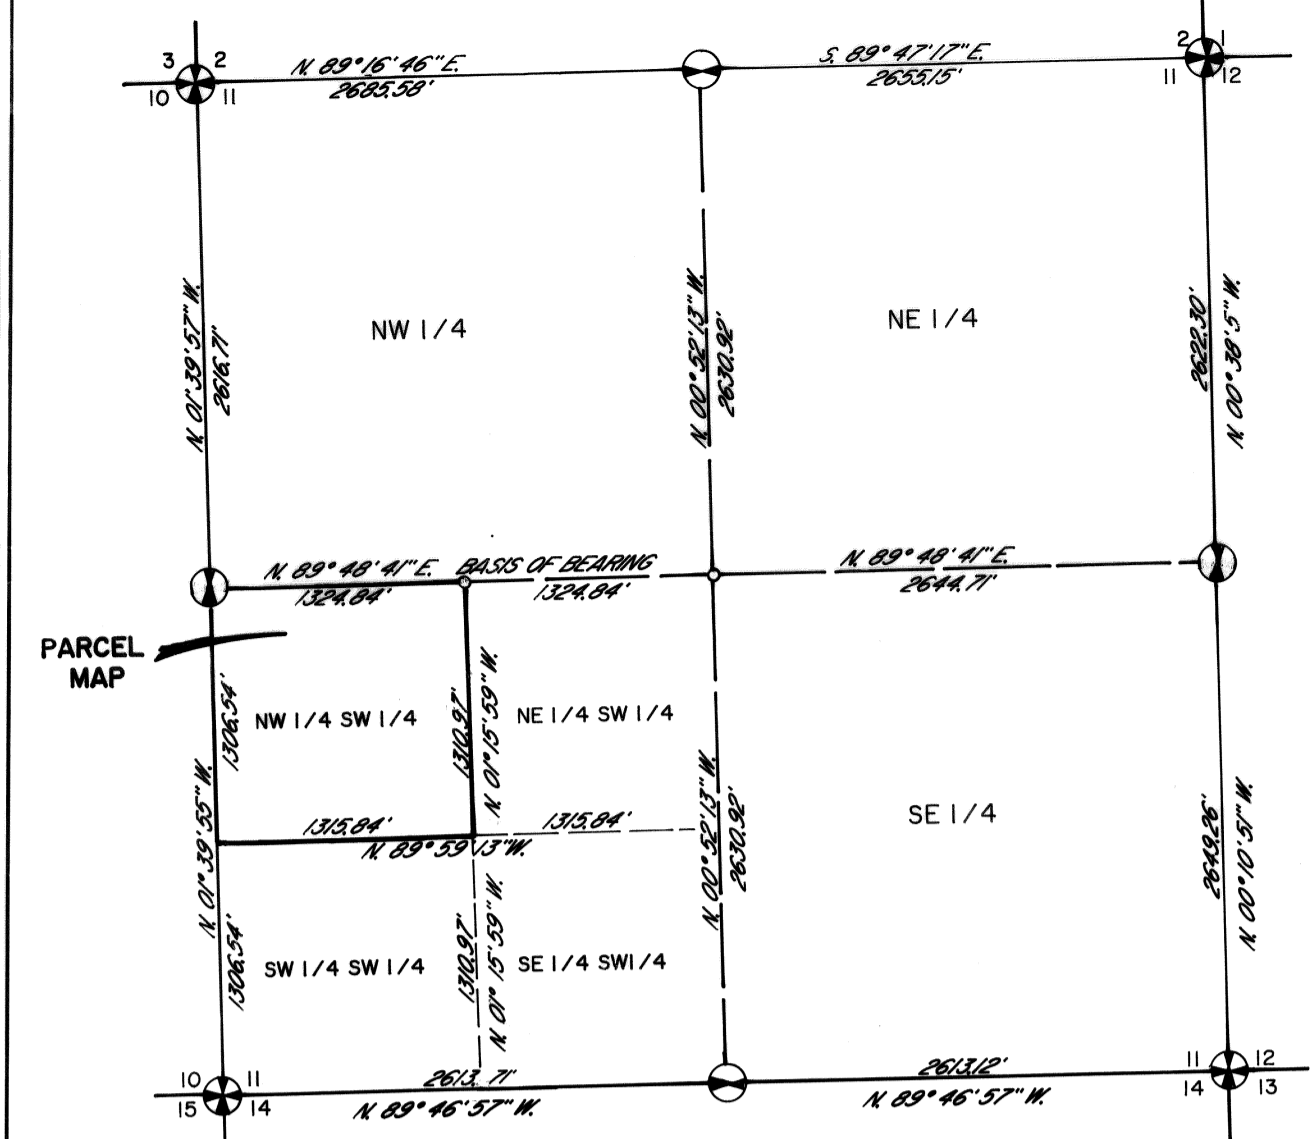 3 2
10 11
N. 89°16'46"E.
2685.58'
S. 89°47'17"E.
2655.15'
2 1
11 12
N. 01°39'57"W.
2616.71'
NW 1/4
N. 00°52'13"W.
2630.92'
NE 1/4
2622.30'
N. 00°38'5"W.
N. 89°48'41"E.
1324.84'
BASIS OF BEARING
1324.84'
N. 89°48'41"E.
2644.71'
PARCEL
MAP
1306.54'
NW 1/4 SW 1/4
1310.97'
N. 01°15'59"W.
NE 1/4 SW 1/4
N. 01°39'55"W.
1315.84'
N. 89°59'13"W.
1315.84'
N. 00°52'13"W.
2630.92'
SE 1/4
2649.26'
N. 00°10'51"W.
1306.54'
SW 1/4 SW 1/4
1310.97'
N. 01°15'59"W.
SE 1/4 SW1/4
10 11
15 14
2613.71'
N. 89°46'57"W.
2613.12'
N. 89°46'57"W.
11 12
14 13